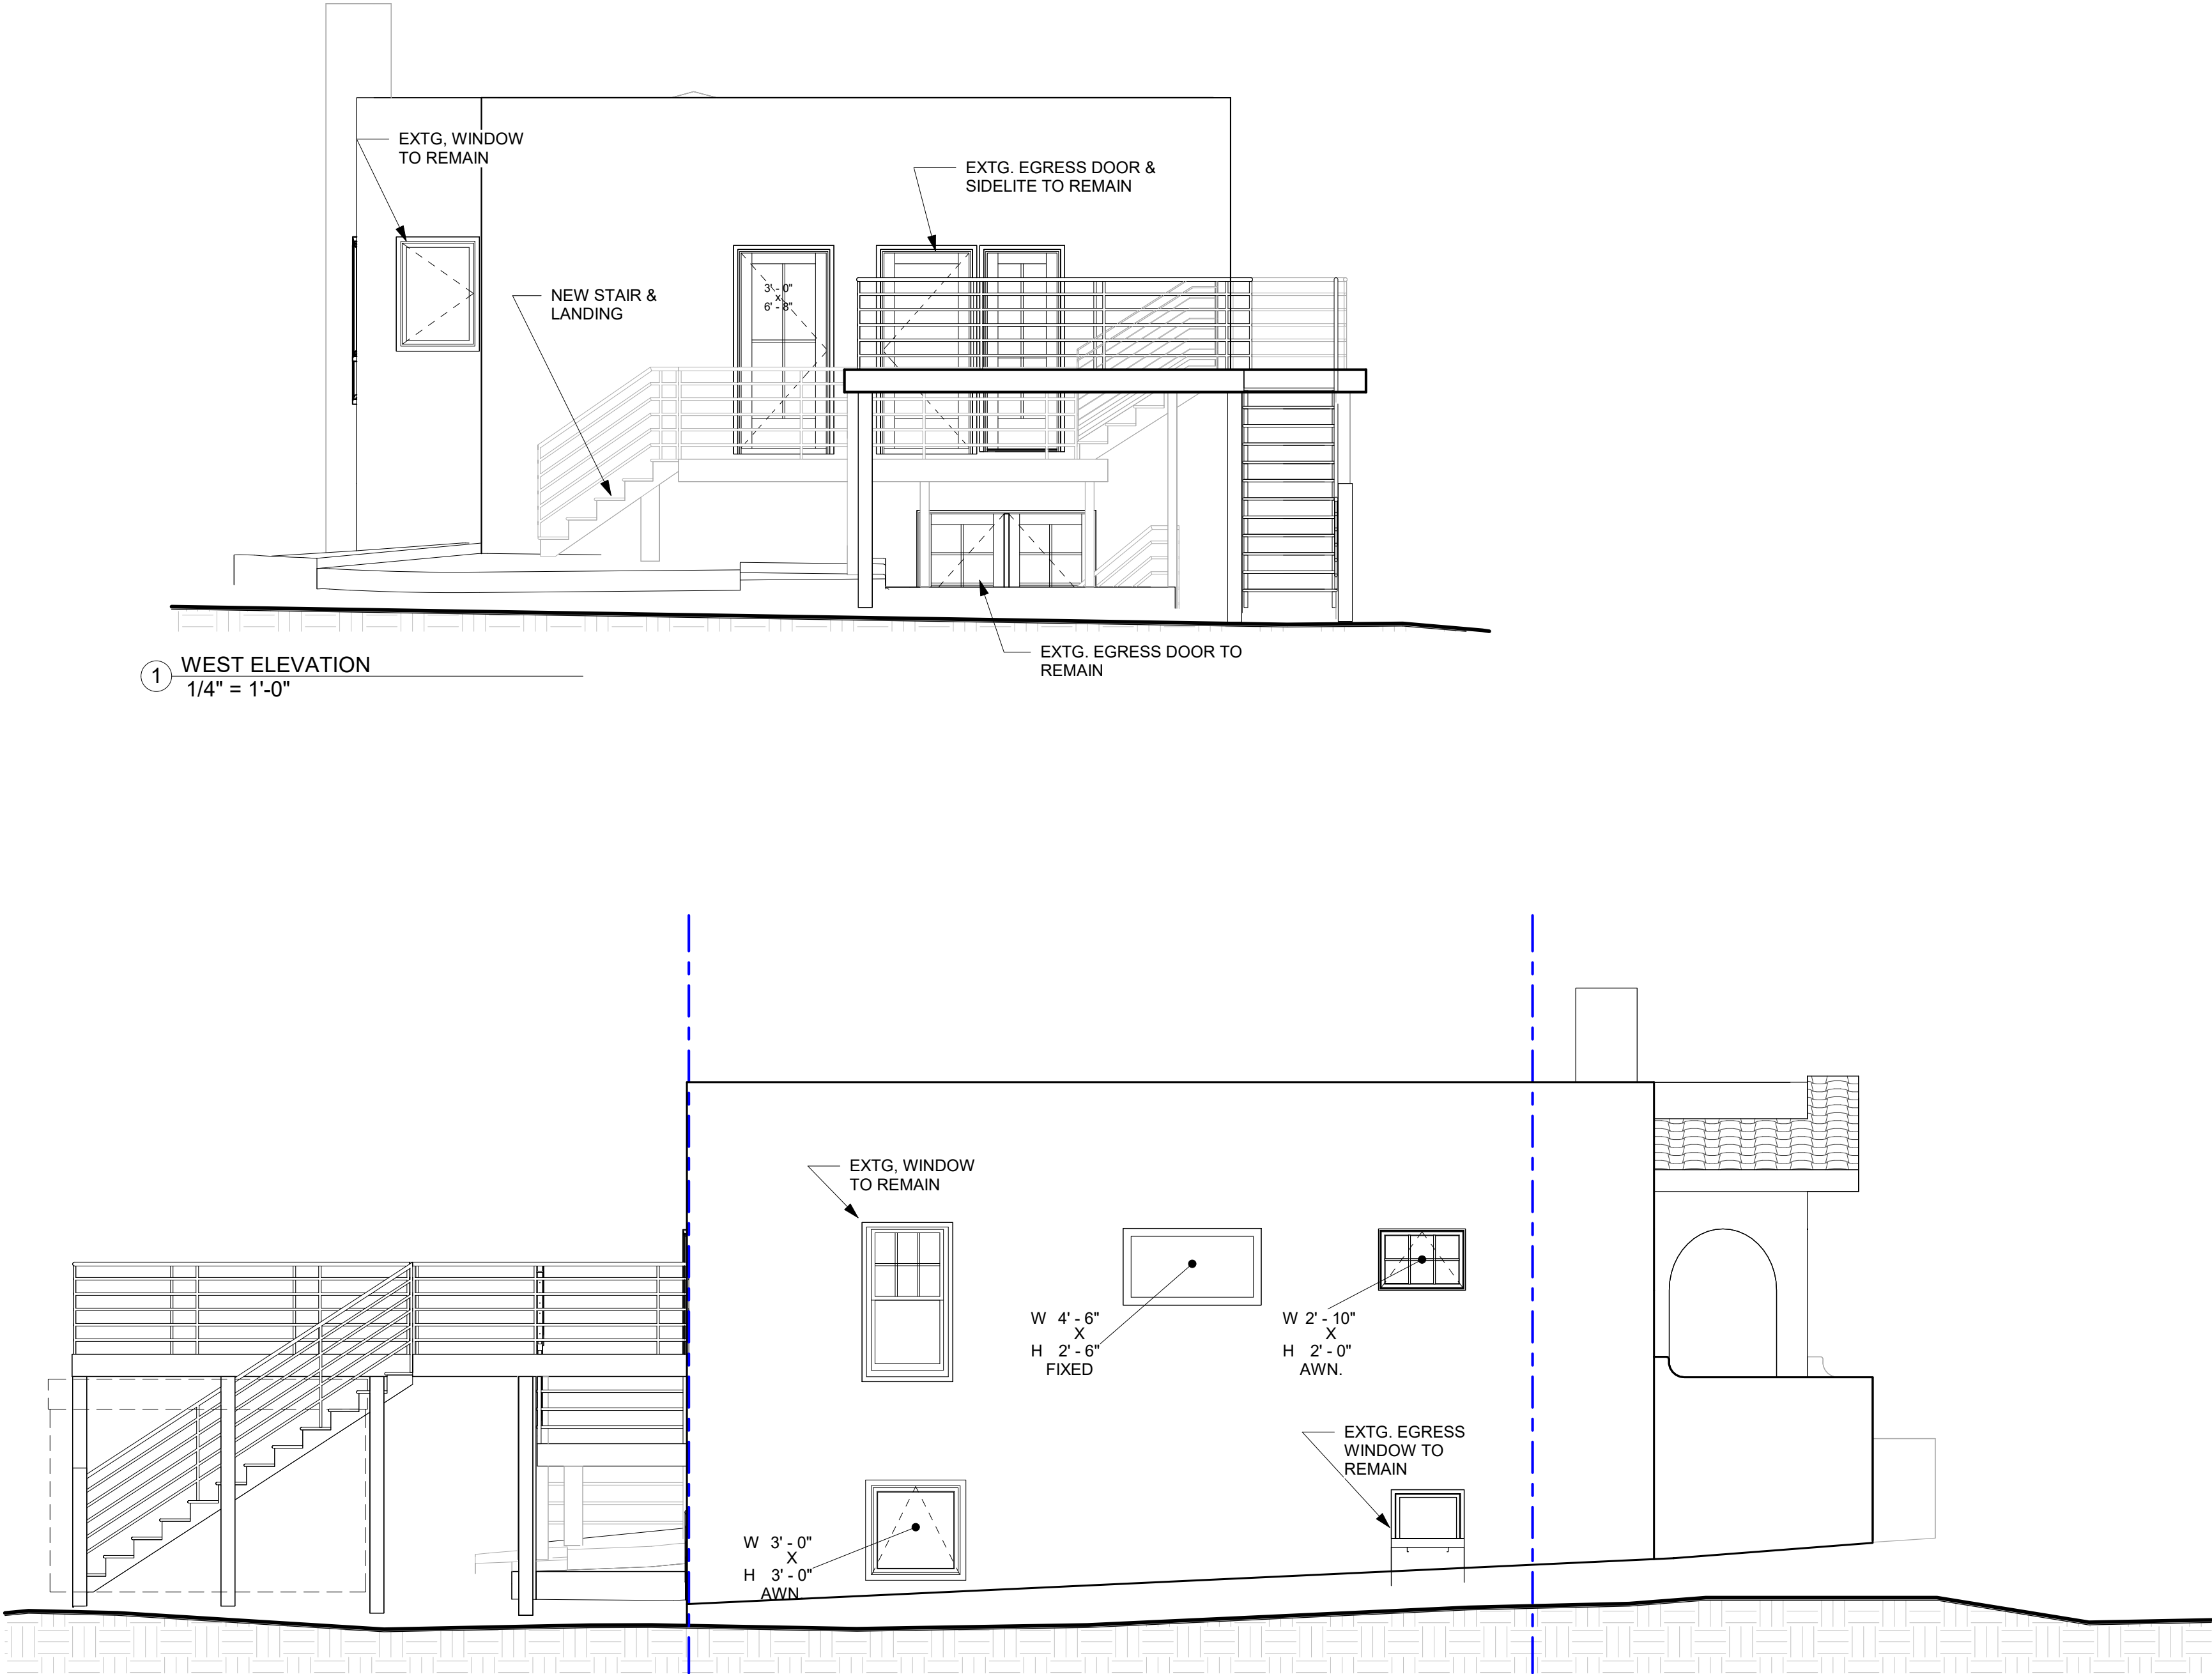 EXTG, WINDOW
TO REMAIN
EXTG. EGRESS DOOR &
SIDELITE TO REMAIN
NEW STAIR &
LANDING
3' - 0"
x
6' - 8"
EXTG. EGRESS DOOR TO
REMAIN
1
WEST ELEVATION
1/4" = 1'-0"
EXTG, WINDOW
TO REMAIN
W 4' - 6"
X
H 2' - 6"
FIXED
W 2' - 10"
X
H 2' - 0"
AWN.
EXTG. EGRESS
WINDOW TO
REMAIN
W 3' - 0"
X
H 3' - 0"
AWN.